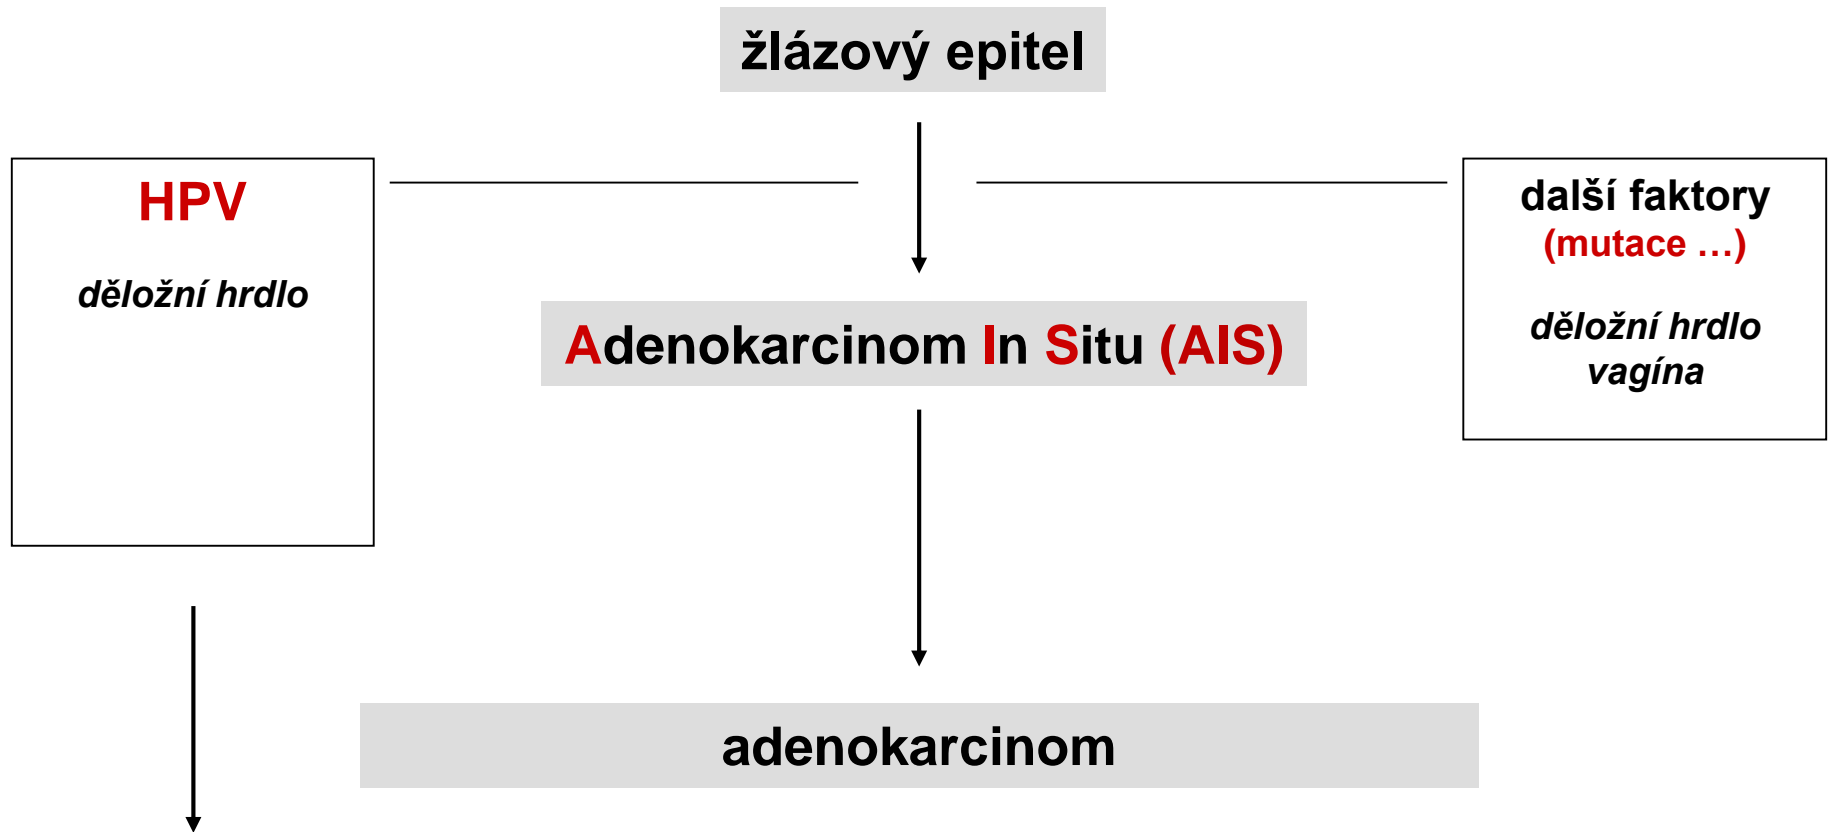 žlázový epitel
HPV
děložní hrdlo
další faktory
(mutace ...)
děložní hrdlo
vagína
Adenokarcinom In Situ (AIS)
adenokarcinom